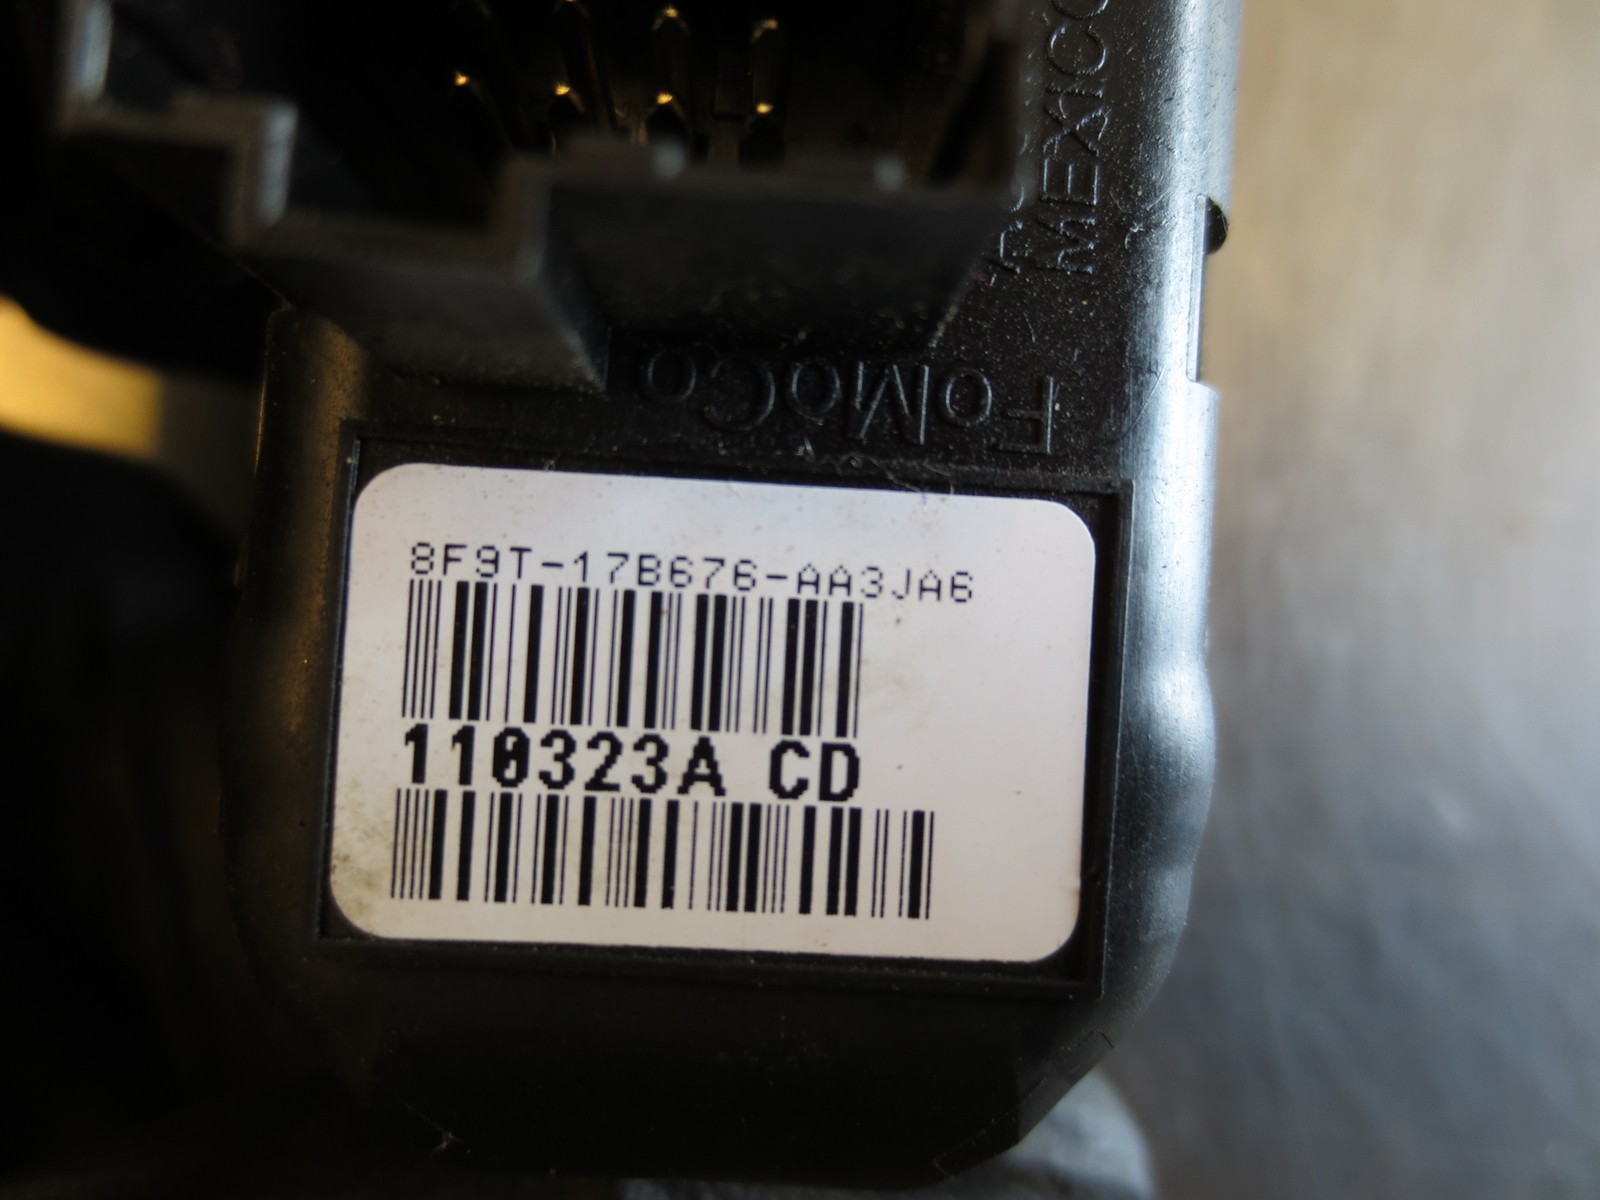 MEXICO
FoMoCo
8F9T-17B676-AA3JA6
110323A CD